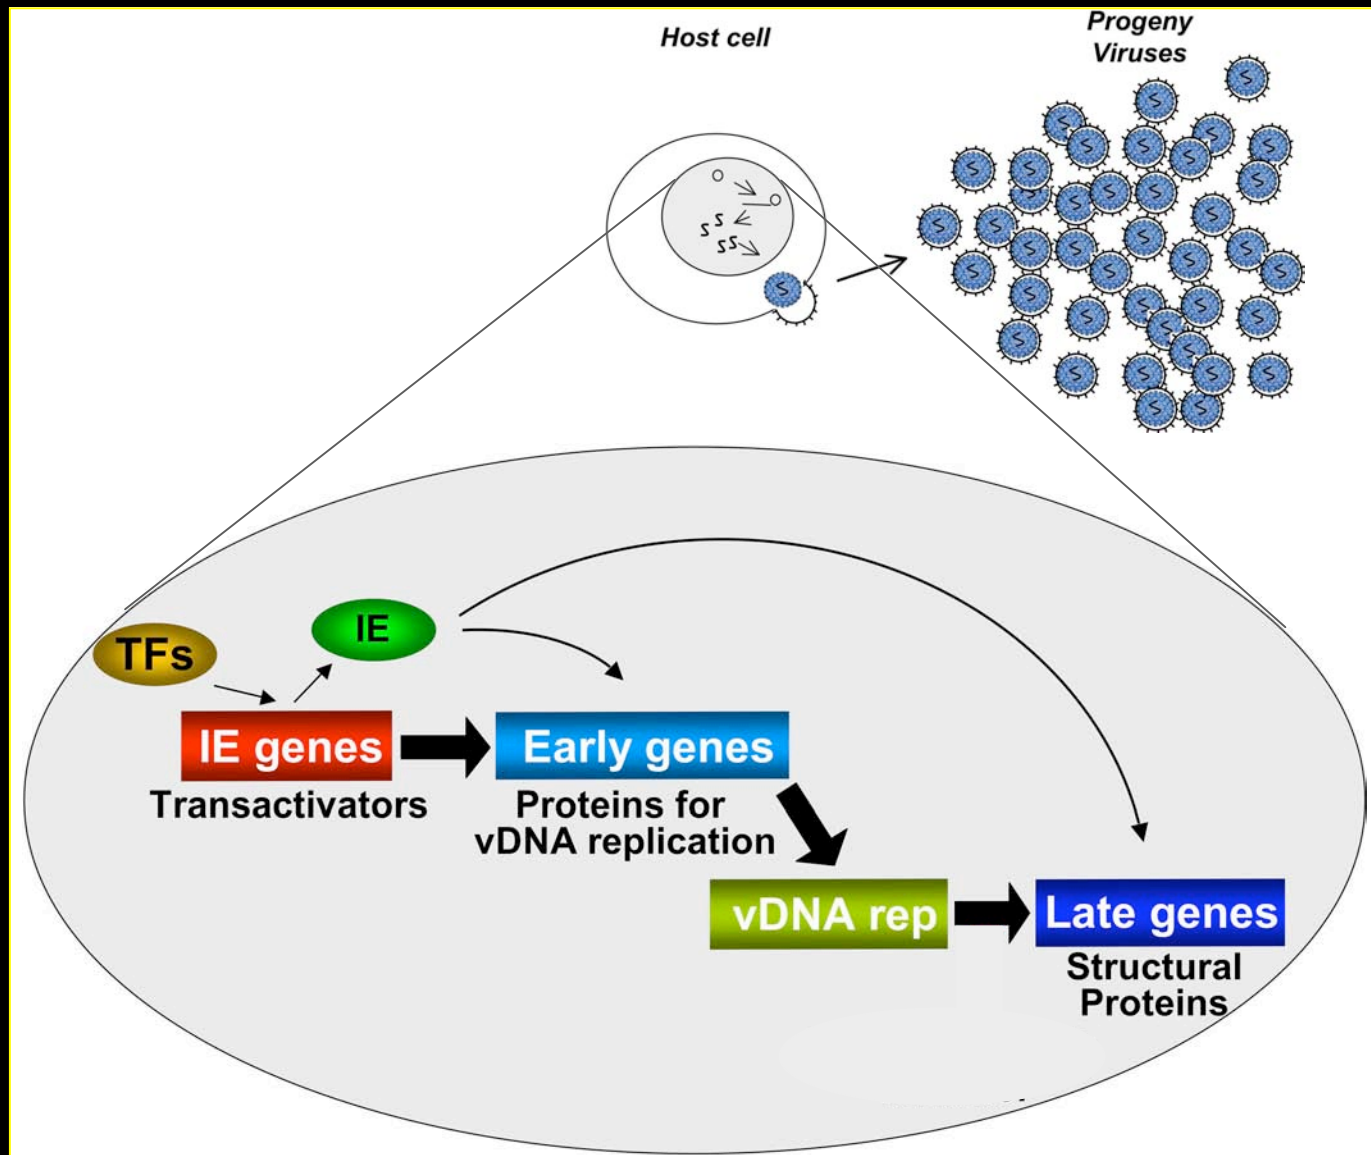 Host cell
Progeny
Viruses
TFs
IE
IE genes
Transactivators
Early genes
Proteins for
vDNA replication
vDNA rep
Late genes
Structural
Proteins